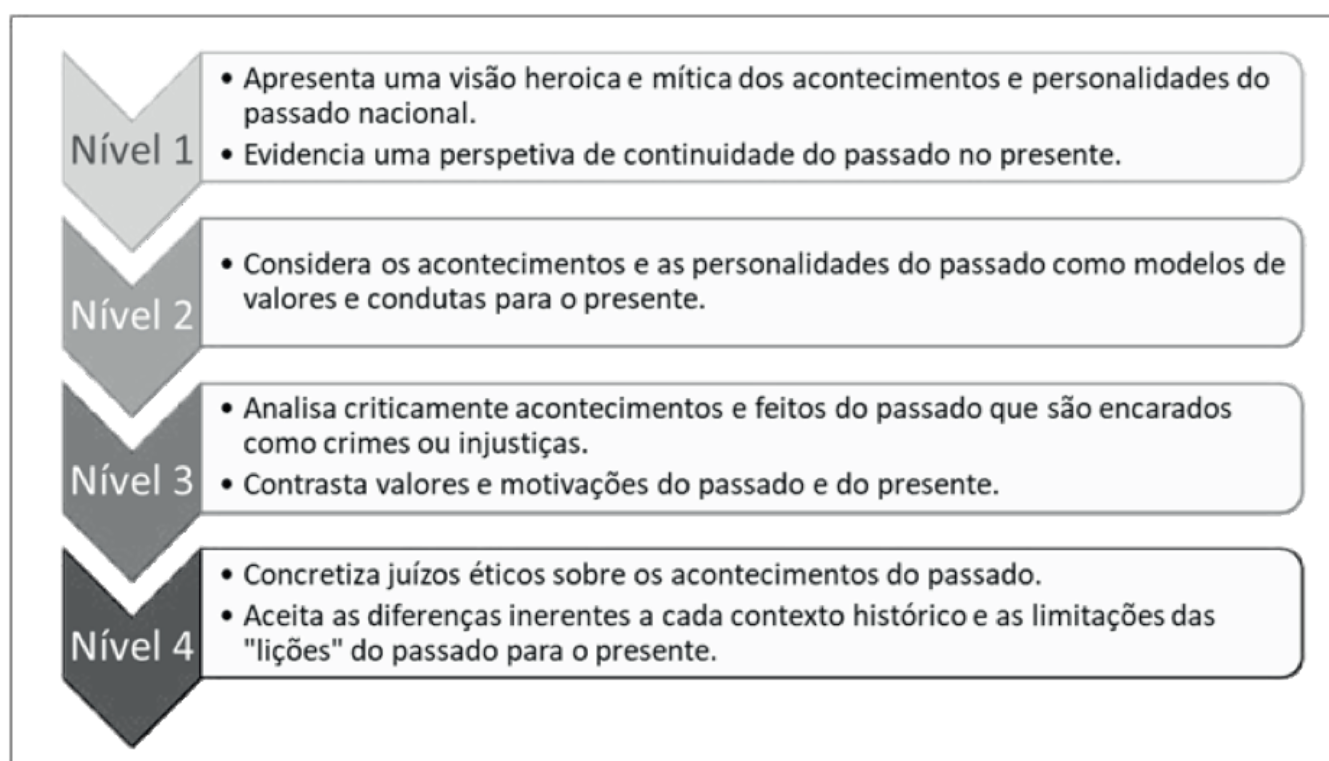 Nível 1
• Apresenta uma visão heroica e mítica dos acontecimentos e personalidades do
passado nacional.
• Evidencia uma perspetiva de continuidade do passado no presente.
Nível 2
• Considera os acontecimentos e as personalidades do passado como modelos de
valores e condutas para o presente.
Nível 3
• Analisa criticamente acontecimentos e feitos do passado que são encarados
como crimes ou injustiças.
• Contrasta valores e motivações do passado e do presente.
Nível 4
• Concretiza juízos éticos sobre os acontecimentos do passado.
• Aceita as diferenças inerentes a cada contexto histórico e as limitações das
"lições" do passado para o presente.